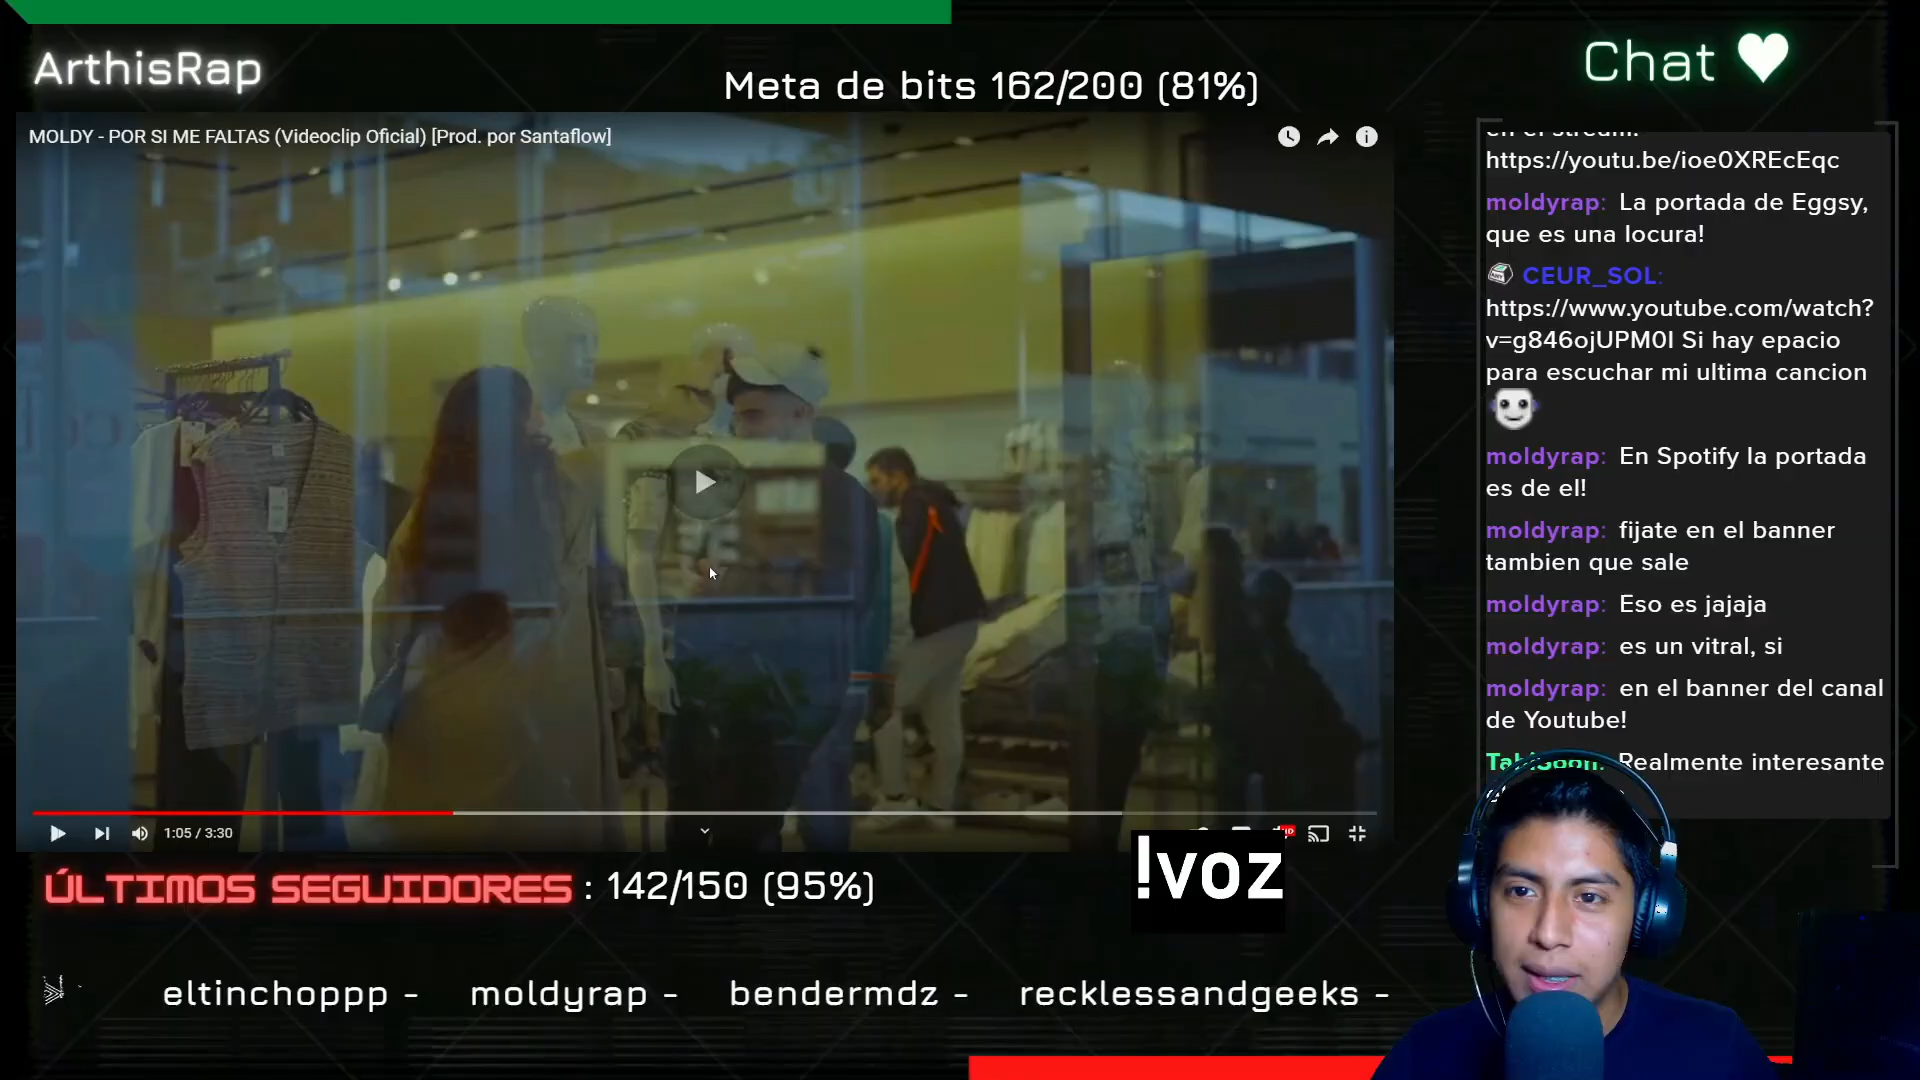 ArthisRap
Meta de bits 162/200 (81%)
Chat
MOLDY - POR SI ME FALTAS (Videoclip Oficial) [Prod. por Santaflow]
en el stream!
https://youtu.be/ioe0XREcEqc
moldyrap: La portada de Eggsy,
que es una locura!
CEUR_SOL:
https://www.youtube.com/watch?
v=g846ojUPM0I Si hay epacio
para escuchar mi ultima cancion
moldyrap: En Spotify la portada
es de el!
moldyrap: fijate en el banner
tambien que sale
moldyrap: Eso es jajaja
moldyrap: es un vitral, si
moldyrap: en el banner del canal
de Youtube!
Realmente interesante
1:05 / 3:30
!voz
ÚLTIMOS SEGUIDORES : 142/150 (95%)
eltinchoppp - moldyrap - bendermdz - recklessandgeeks -